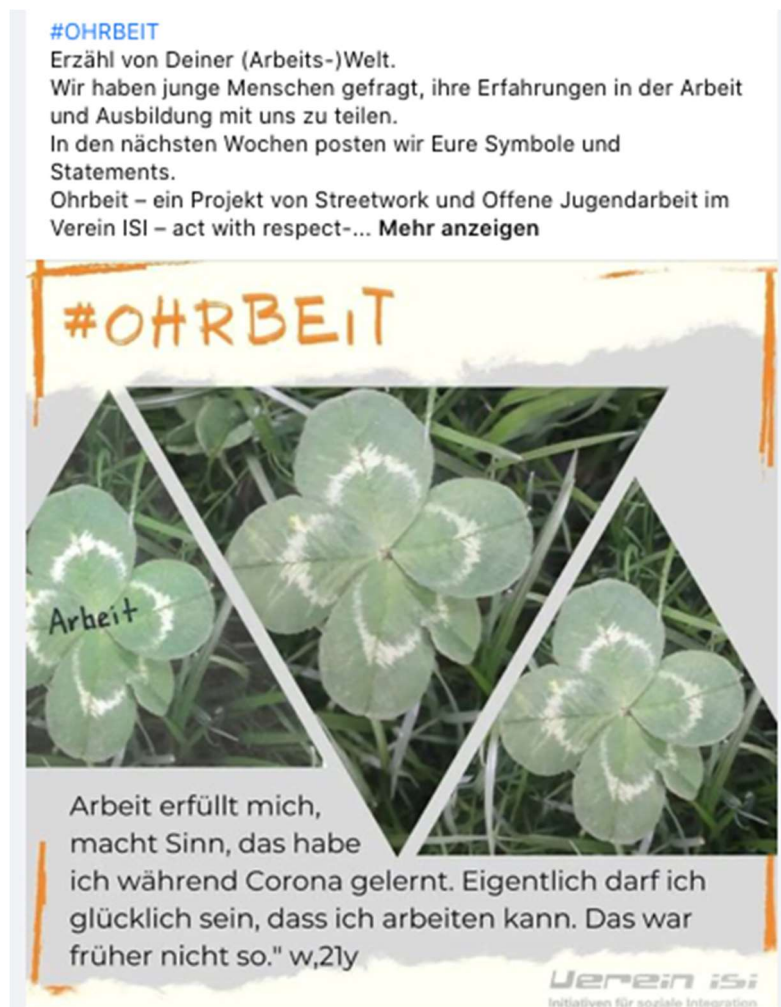 #OHRBEIT
Erzähl von Deiner (Arbeits-)Welt.
Wir haben junge Menschen gefragt, ihre Erfahrungen in der Arbeit
und Ausbildung mit uns zu teilen.
In den nächsten Wochen posten wir Eure Symbole und
Statements.
Ohrbeit – ein Projekt von Streetwork und Offene Jugendarbeit im
Verein ISI – act with respect-... Mehr anzeigen
#OHRBEiT
Arbeit
Arbeit erfüllt mich,
macht Sinn, das habe
ich während Corona gelernt. Eigentlich darf ich
glücklich sein, dass ich arbeiten kann. Das war
früher nicht so." w,21y
Verein isi
Initiativen für soziale Integration